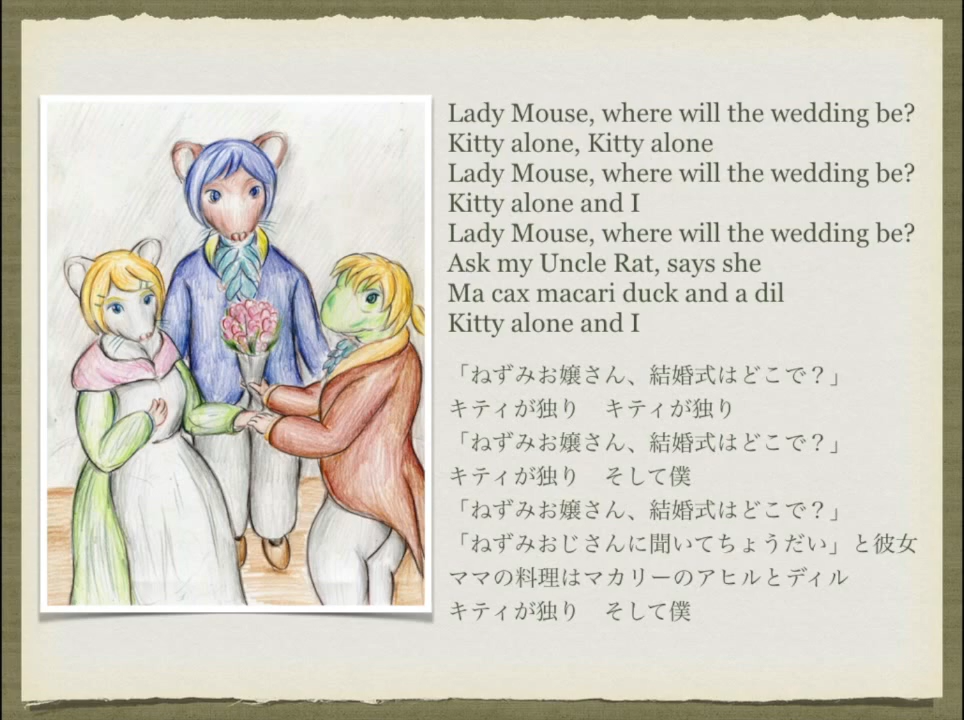 Lady Mouse, where will the wedding be?
Kitty alone, Kitty alone
Lady Mouse, where will the wedding be?
Kitty alone and I
Lady Mouse, where will the wedding be?
Ask my Uncle Rat, says she
Ma cax macari duck and a dil
Kitty alone and I
「ねずみお嬢さん、結婚式はどこで？」
キティが独り　キティが独り
「ねずみお嬢さん、結婚式はどこで？」
キティが独り　そして僕
「ねずみお嬢さん、結婚式はどこで？」
「ねずみおじさんに聞いてちょうだい」と彼女
ママの料理はマカリーのアヒルとディル
キティが独り　そして僕